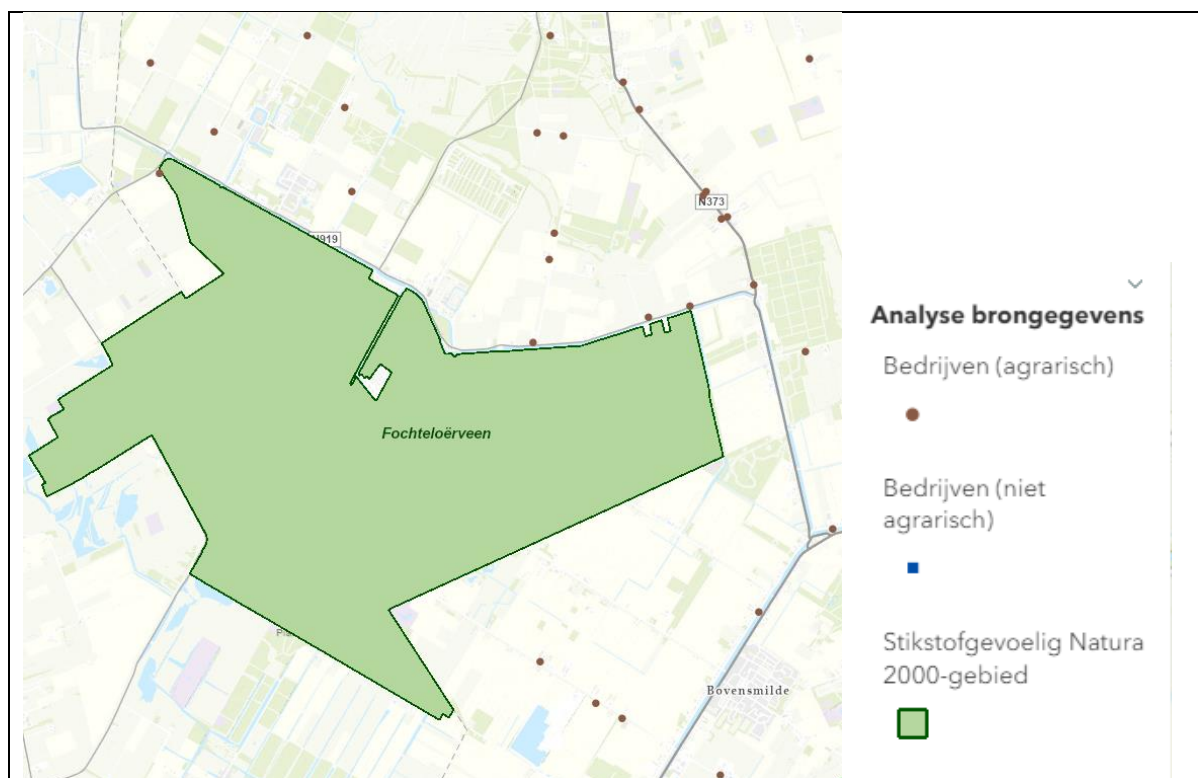 N373
N919
Fochteloërveen
Bovensmilde
Analyse brongegevens
Bedrijven (agrarisch)
Bedrijven (niet
agrarisch)
Stikstofgevoelig Natura
2000-gebied